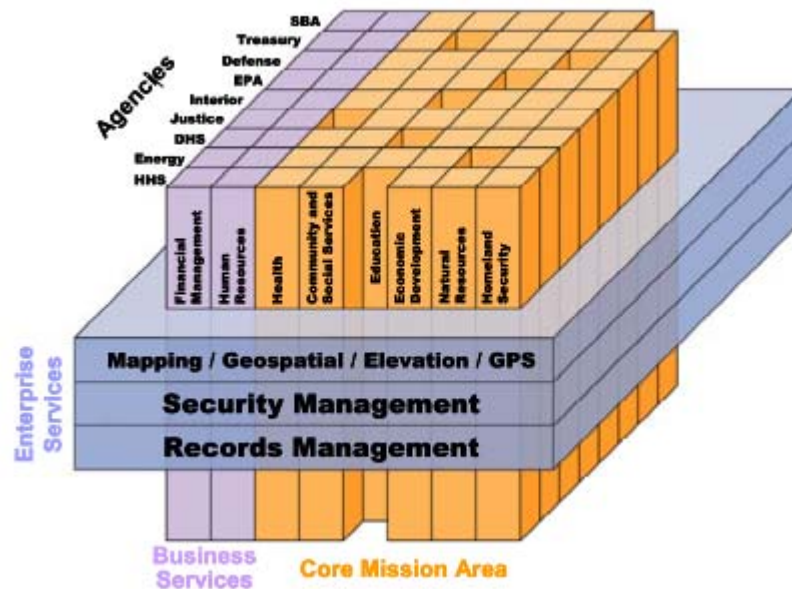 SBA
Treasury
Defense
EPA
Interior
Justice
DHS
Energy
HHS
Agencies
Financial
Management
Human
Resources
Health
Community and
Social Services
Education
Economic
Development
Natural
Resources
Homeland
Security
Enterprise
Services
Mapping / Geospatial / Elevation / GPS
Security Management
Records Management
Business
Services
Core Mission Area